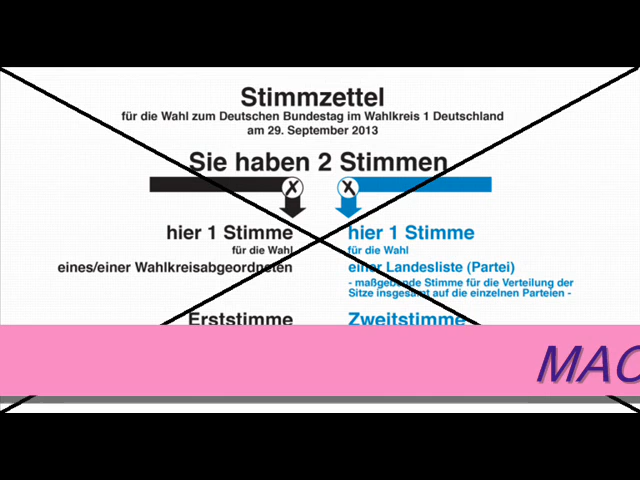 Stimmzettel
für die Wahl zum Deutschen Bundestag im Wahlkreis 1 Deutschland
am 29. September 2013
Sie haben 2 Stimmen
X X
hier 1 Stimme
für die Wahl
eines/einer Wahlkreisabgeordneten
Erststimme
hier 1 Stimme
für die Wahl
einer Landesliste (Partei)
- maßgebende Stimme für die Verteilung der
Sitze insgesamt auf die einzelnen Parteien -
Zweitstimme
MAC